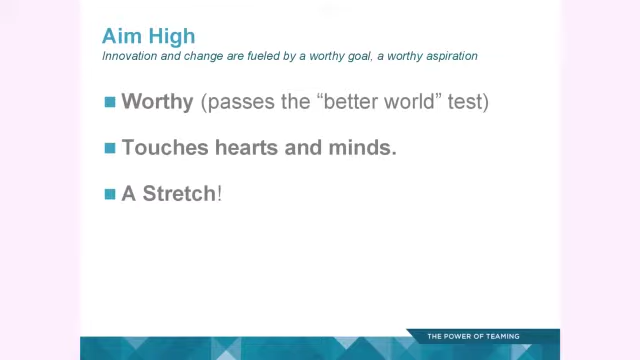 Aim High
Innovation and change are fueled by a worthy goal, a worthy aspiration
Worthy (passes the “better world” test)
Touches hearts and minds.
A Stretch!
THE POWER OF TEAMING